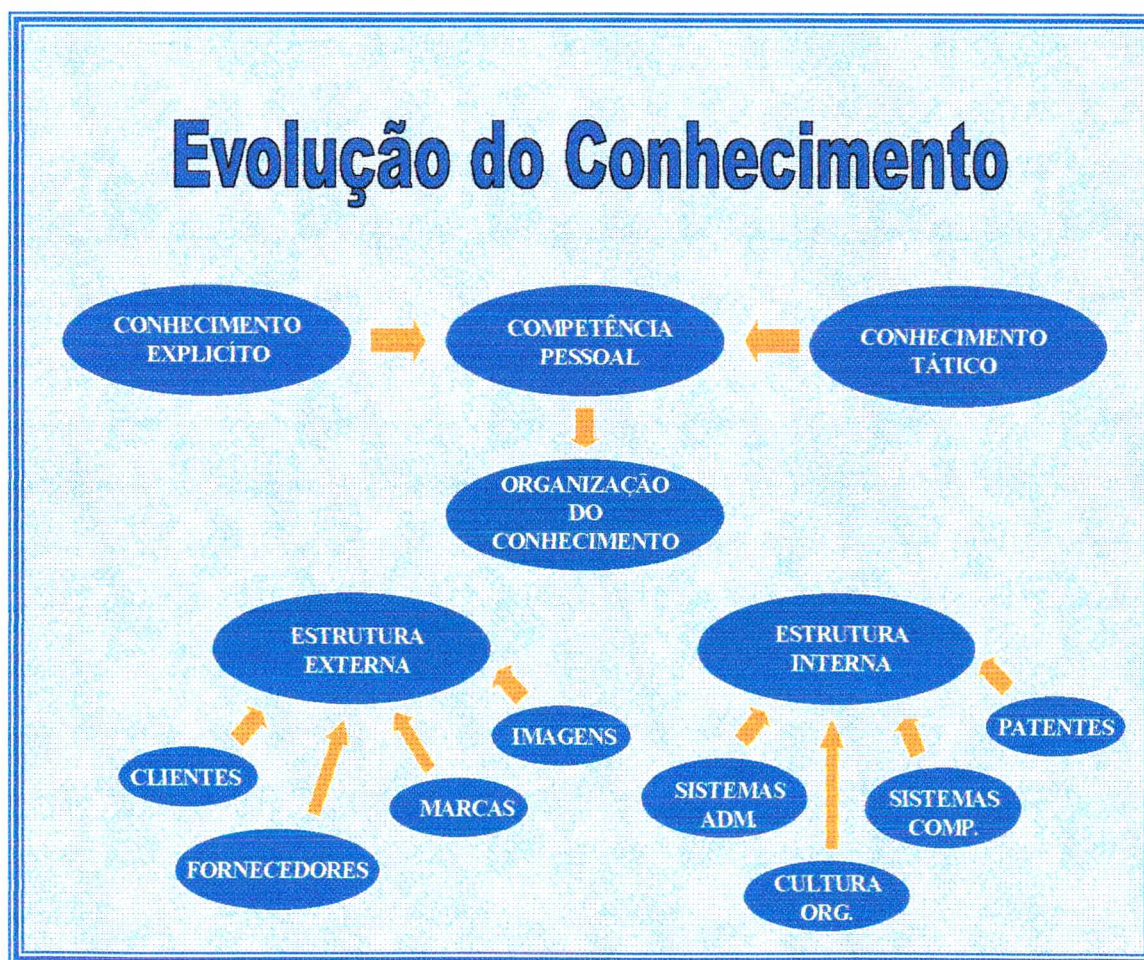 Evolução do Conhecimento
CONHECIMENTO
EXPLICÍTO
COMPETÊNCIA
PESSOAL
CONHECIMENTO
TÁTICO
ORGANIZAÇÃO
DO
CONHECIMENTO
ESTRUTURA
EXTERNA
CLIENTES
FORNECEDORES
MARCAS
IMAGENS
ESTRUTURA
INTERNA
SISTEMAS
ADM.
CULTURA
ORG.
SISTEMAS
COMP.
PATENTES